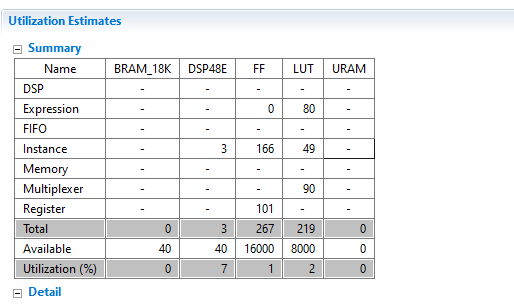 Utilization Estimates
Summary
Name BRAM_18K DSP48E FF LUT URAM
DSP - - - - -
Expression - - 0 80 -
FIFO - - - - -
Instance - 3 166 49 -
Memory - - - - -
Multiplexer - - - 90 -
Register - - 101 - -
Total 0 3 267 219 0
Available 40 40 16000 8000 0
Utilization (%) 0 7 1 2 0
Detail